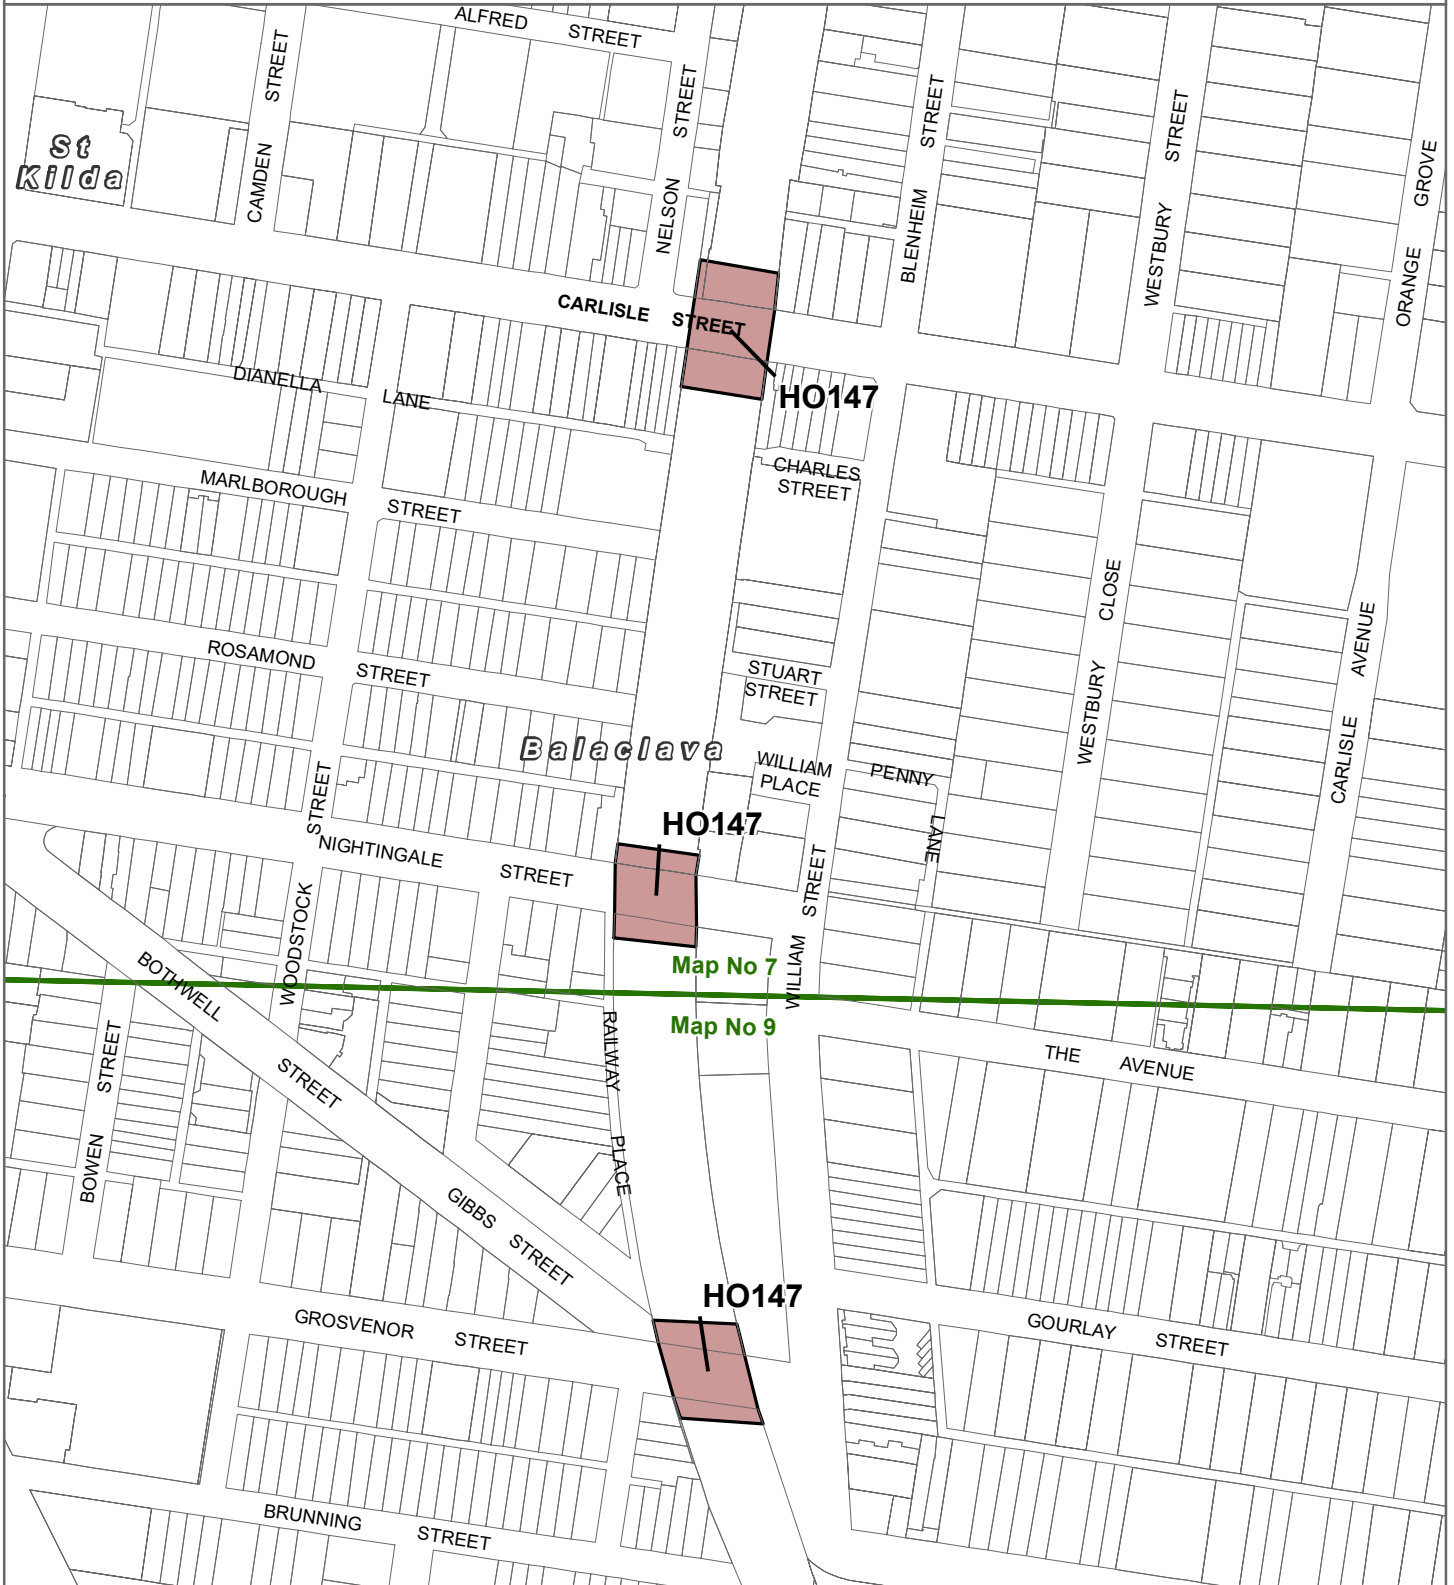 ALFRED STREET
STREET
CAMDEN
St
Kilda
STREET
NELSON
STREET
BLENHEIM
STREET
WESTBURY
GROVE
ORANGE
CARLISLE STREET
HO147
DIANELLA LANE
CHARLES
STREET
MARLBOROUGH STREET
CLOSE
WESTBURY
AVENUE
CARLISLE
ROSAMOND STREET
STUART
STREET
Balaclava
WILLIAM
PLACE
PENNY
LANE
STREET
WOODSTOCK
HO147
NIGHTINGALE STREET
STREET
WILLIAM
Map No 7
Map No 9
BOTHWELL
STREET
RAILWAY
PLACE
THE AVENUE
STREET
BOWEN
GIBBS
STREET
HO147
GROSVENOR STREET
GOURLAY STREET
BRUNNING STREET